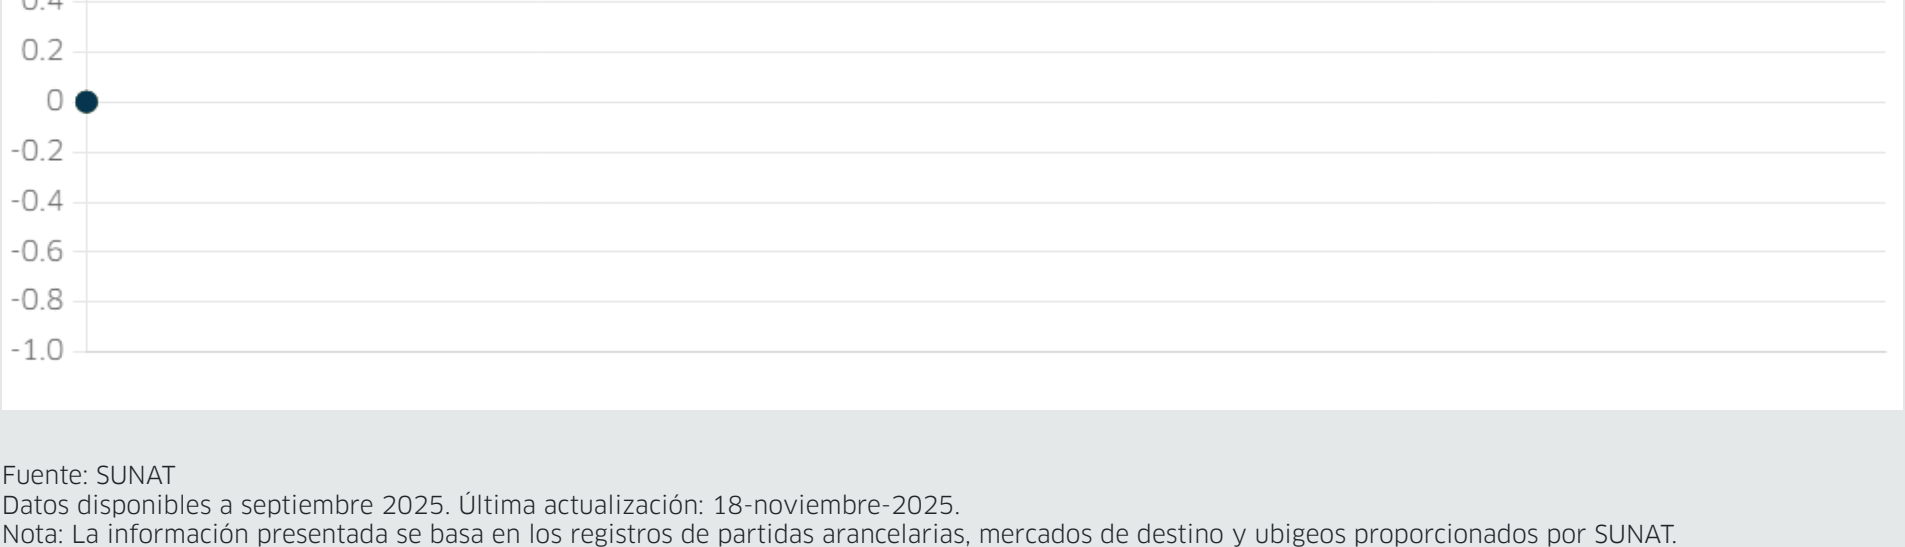 0.4
0.2
0
-0.2
-0.4
-0.6
-0.8
-1.0
Fuente: SUNAT
Datos disponibles a septiembre 2025. Última actualización: 18-noviembre-2025.
Nota: La información presentada se basa en los registros de partidas arancelarias, mercados de destino y ubigeos proporcionados por SUNAT.